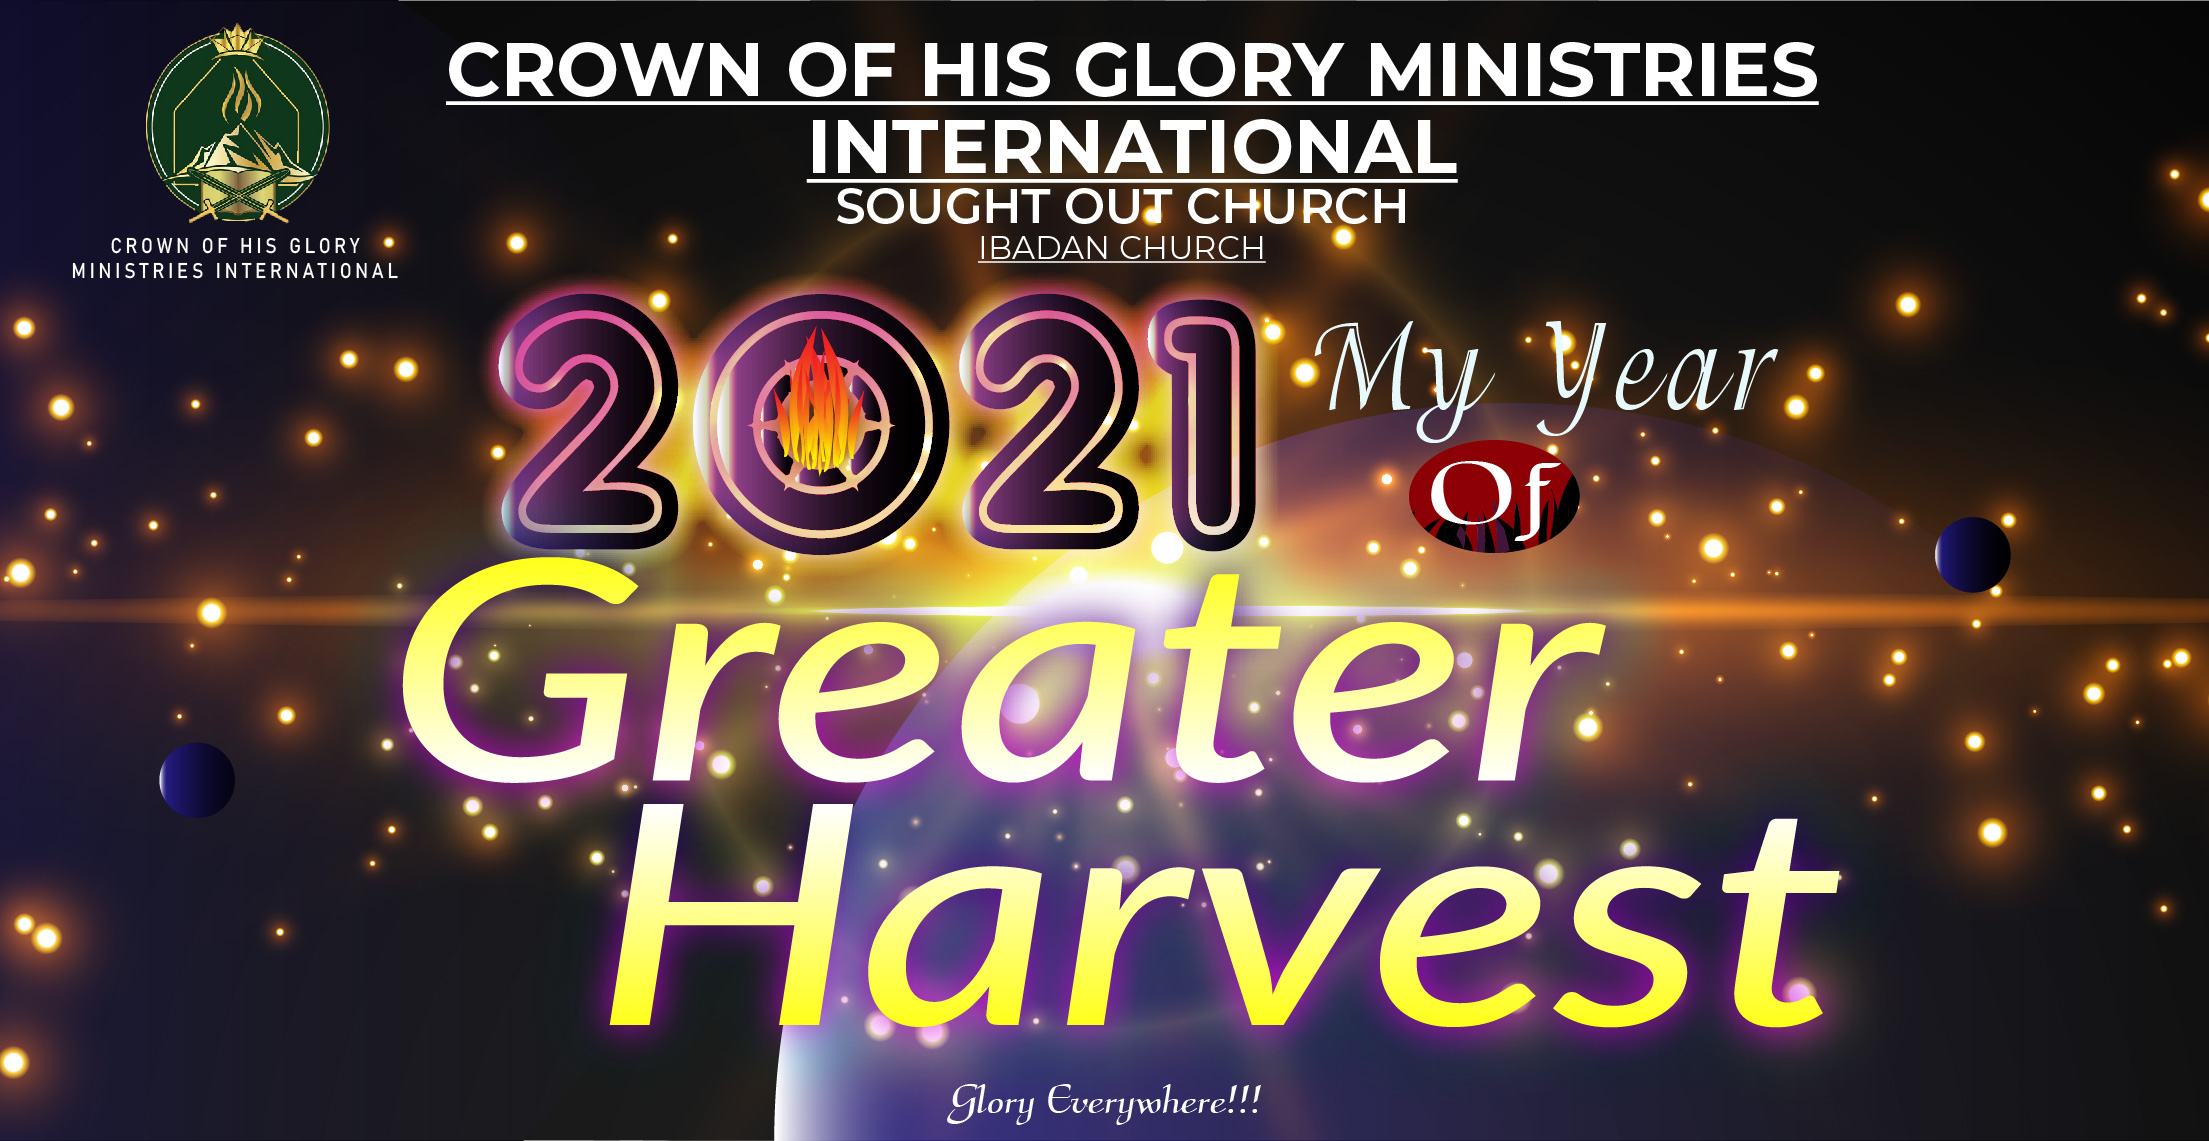 CROWN OF HIS GLORY MINISTRIES
INTERNATIONAL
SOUGHT OUT CHURCH
IBADAN CHURCH
CROWN OF HIS GLORY
MINISTRIES INTERNATIONAL
2021 My Year
Of
Greater
Harvest
Glory Everywhere!!!